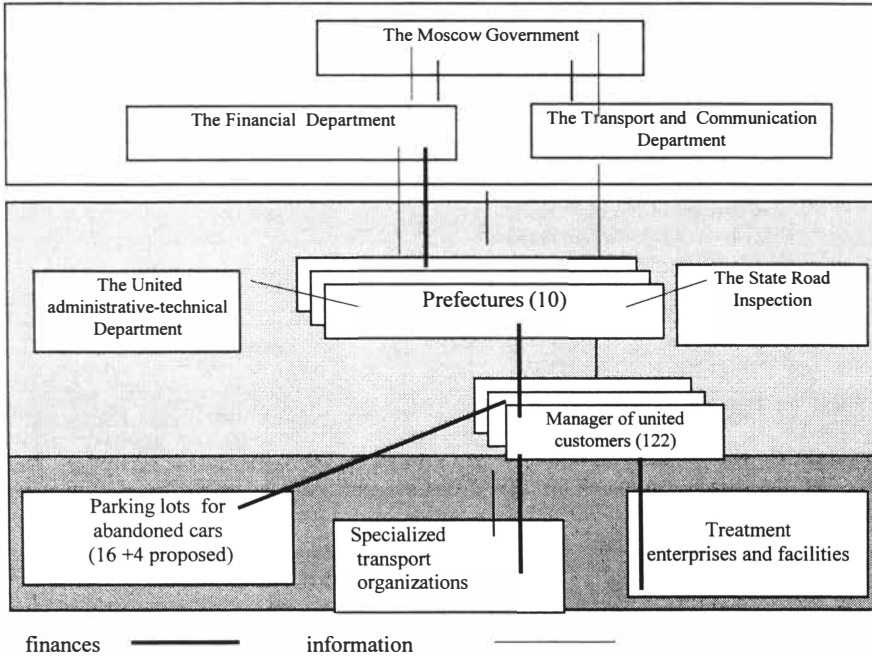 The Moscow Government
The Financial Department
The Transport and Communication
Department
The United
administrative-technical
Department
Prefectures (10)
The State Road
Inspection
Manager of united
customers (122)
Parking lots for
abandoned cars
(16 +4 proposed)
Specialized
transport
organizations
Treatment
enterprises and facilities
finances information